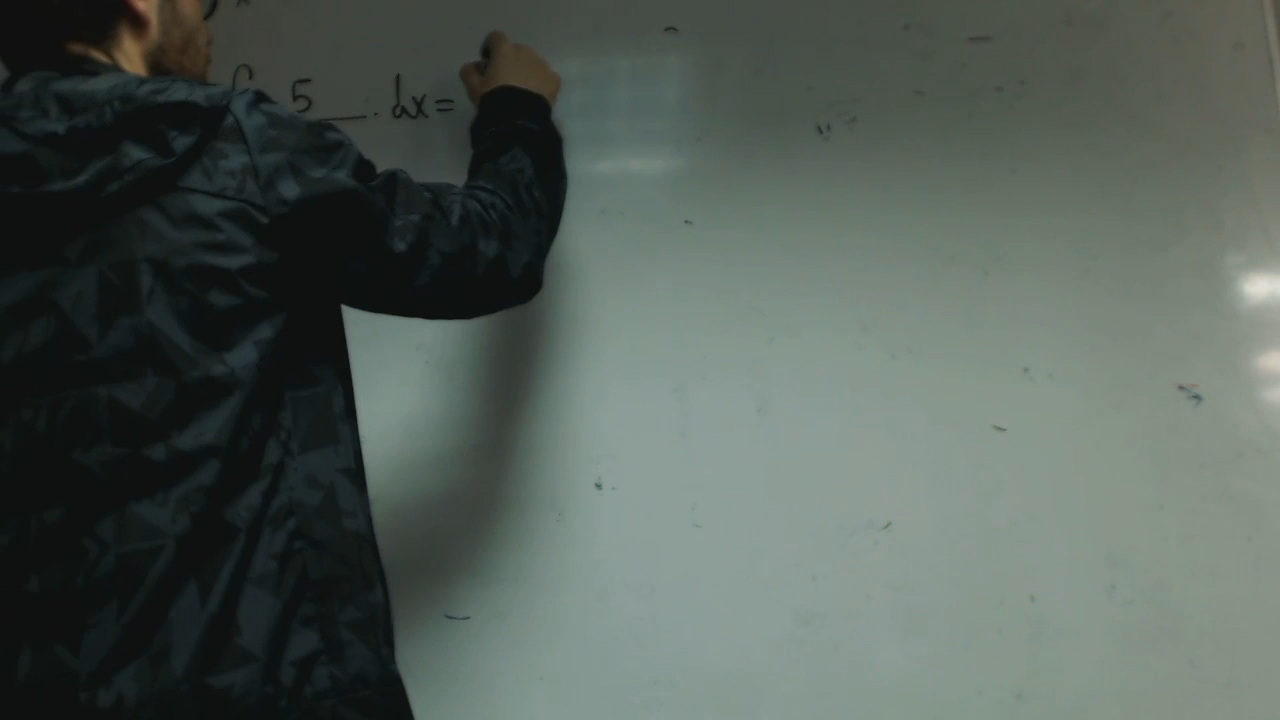 ∫ 5 . dx =